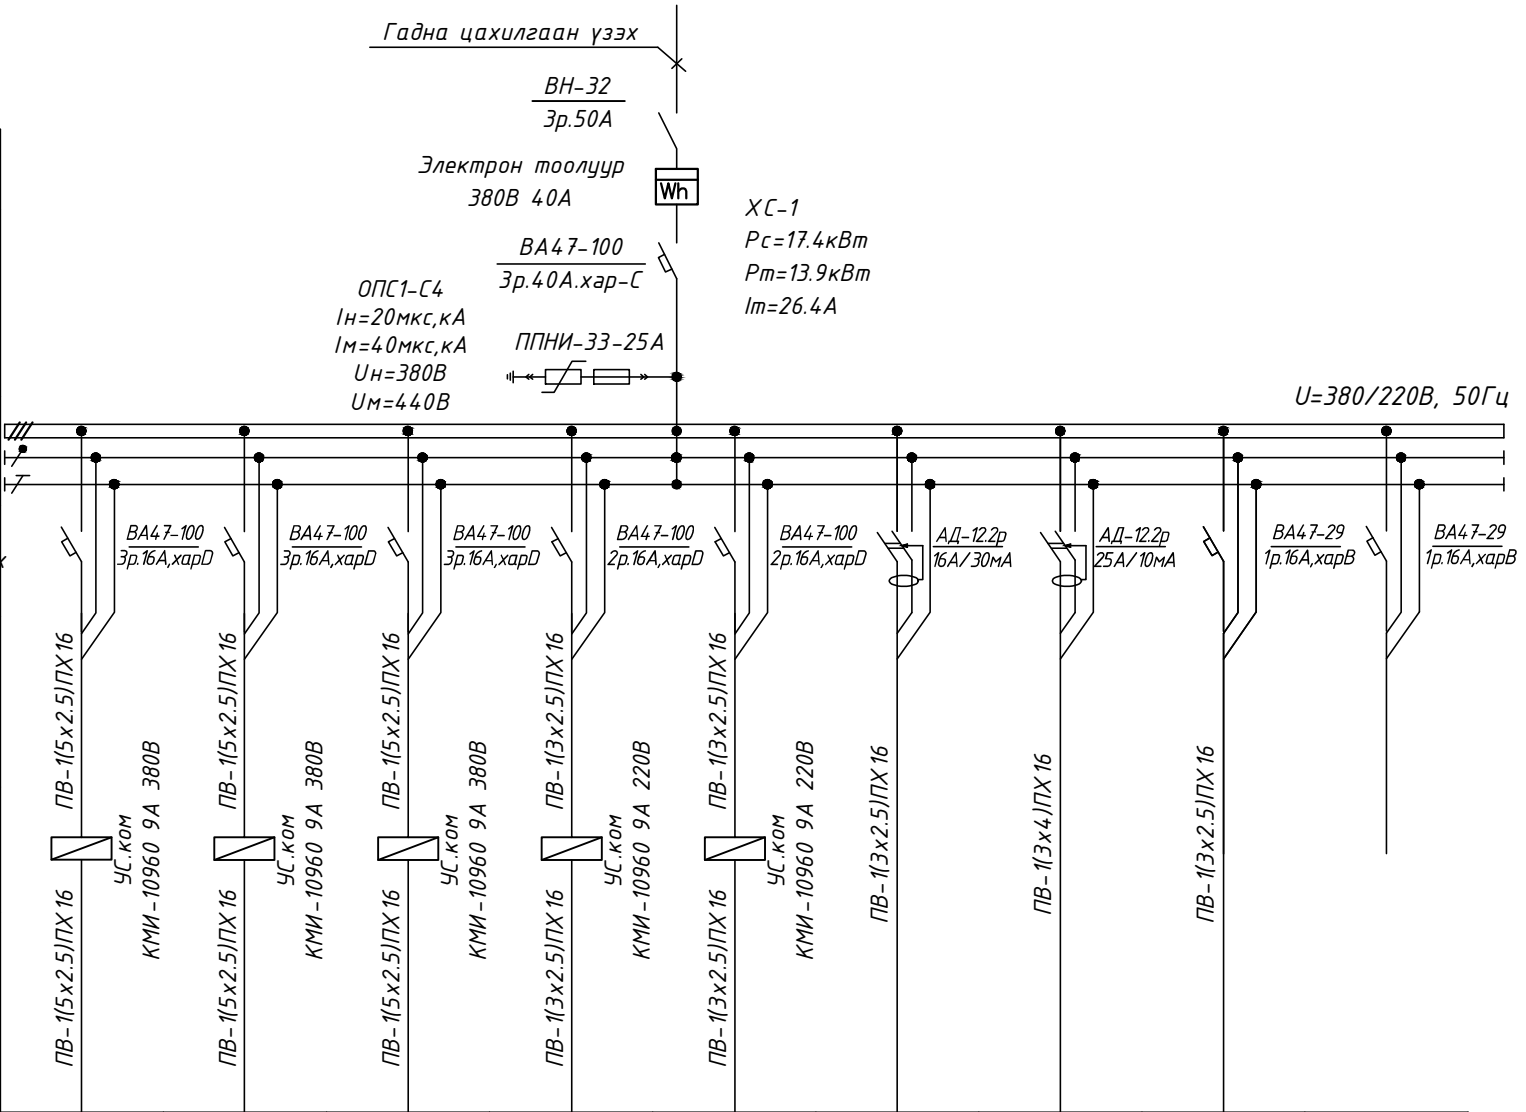 Гадна цахилгаан үзэх
ВН-32
3р.50А
Электрон тоолуур
380В 40А
Wh
ХС-1
Рс=17.4кВт
Рт=13.9кВт
Iт=26.4А
ВА47-100
3р.40А.хар-С
ОПС1-С4
Iн=20мкс,кА
Iм=40мкс,кА
Uн=380В
Uм=440В
ППНИ-33-25А
U=380/220В, 50Гц
ВА47-100
3р.16А,харD
ВА47-100
3р.16А,харD
ВА47-100
3р.16А,харD
ВА47-100
2р.16А,харD
ВА47-100
2р.16А,харD
АД-12.2р
16А/30мА
АД-12.2р
25А/10мА
ВА47-29
1р.16А,харВ
ВА47-29
1р.16А,харВ
ПВ-1(5х2.5)ПХ16
ПВ-1(5х2.5)ПХ16
ПВ-1(5х2.5)ПХ16
ПВ-1(3х2.5)ПХ16
ПВ-1(3х2.5)ПХ16
ПВ-1(3х2.5)ПХ16
ПВ-1(3х4)ПХ16
ПВ-1(3х2.5)ПХ16
УС.ком
КМИ-10960 9А 380В
УС.ком
КМИ-10960 9А 380В
УС.ком
КМИ-10960 9А 380В
УС.ком
КМИ-10960 9А 220В
УС.ком
КМИ-10960 9А 220В
ПВ-1(5х2.5)ПХ16
ПВ-1(5х2.5)ПХ16
ПВ-1(5х2.5)ПХ16
ПВ-1(3х2.5)ПХ16
ПВ-1(3х2.5)ПХ16